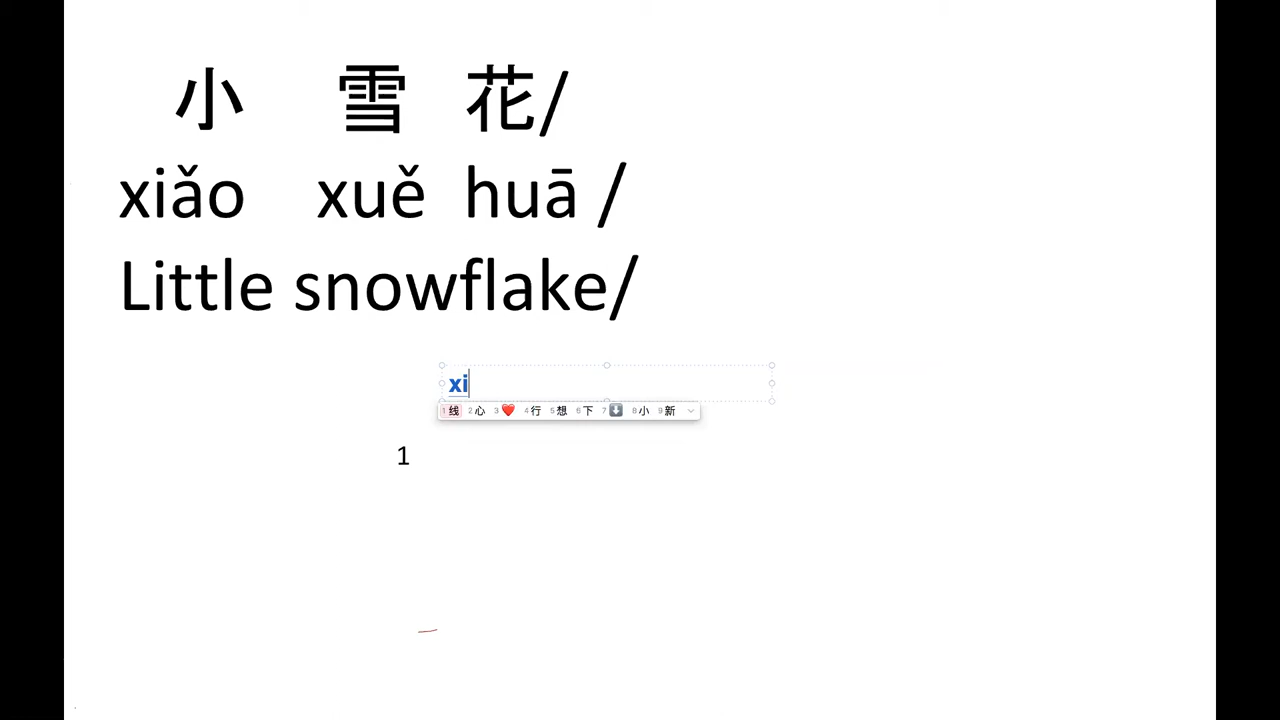 小 雪 花/
xiǎo xuě huā /
Little snowflake/
xi
1 线 2 心 3 ❤️ 4 行 5 想 6 下 7 ⬇️ 8 小 9 新
1